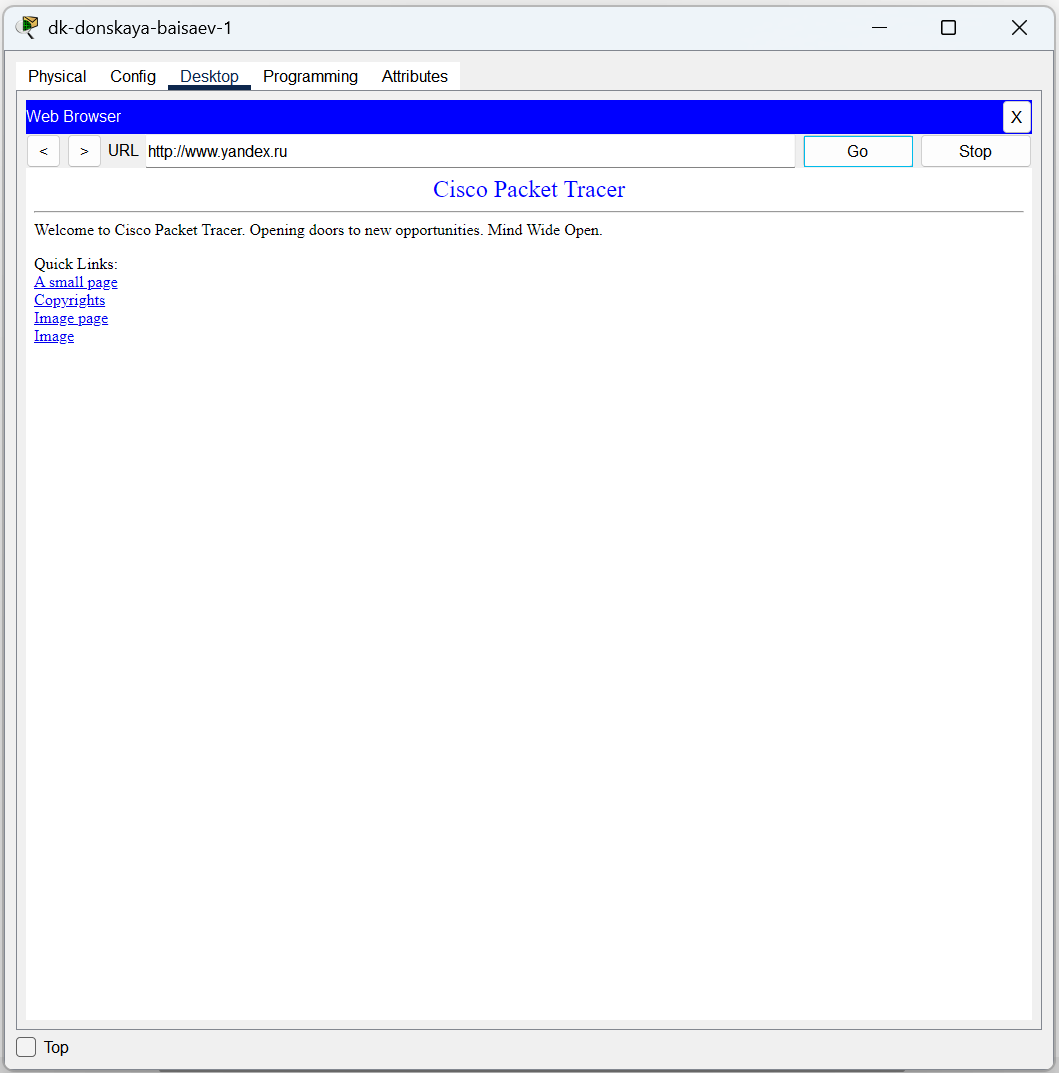 dk-donskaya-baisaev-1
Physical Config Desktop Programming Attributes
Web Browser X
< > URL http://www.yandex.ru Go Stop
Cisco Packet Tracer
Welcome to Cisco Packet Tracer. Opening doors to new opportunities. Mind Wide Open.
Quick Links:
A small page
Copyrights
Image page
Image
Top